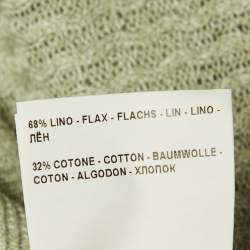 68% LINO - FLAX - FLACHS - LIN - LINO -
ЛЁН
32% COTONE - COTTON - BAUMWOLLE -
COTON - ALGODON - ХЛОПОК